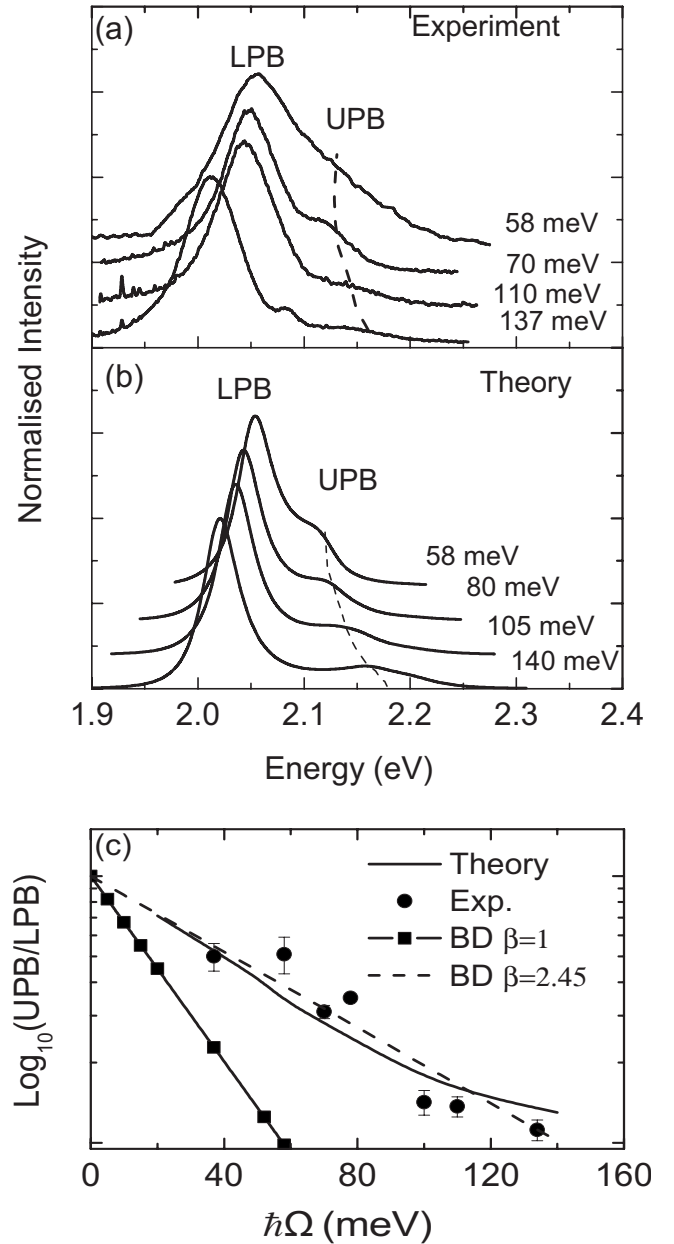 (a)
Experiment
LPB
UPB
58 meV
70 meV
110 meV
137 meV
Normalised Intensity
(b)
Theory
LPB
UPB
58 meV
80 meV
105 meV
140 meV
1.9 2.0 2.1 2.2 2.3 2.4
Energy (eV)
(c)
Theory
Exp.
BD β=1
BD β=2.45
Log₁₀(UPB/LPB)
0 40 80 120 160
ℏΩ (meV)